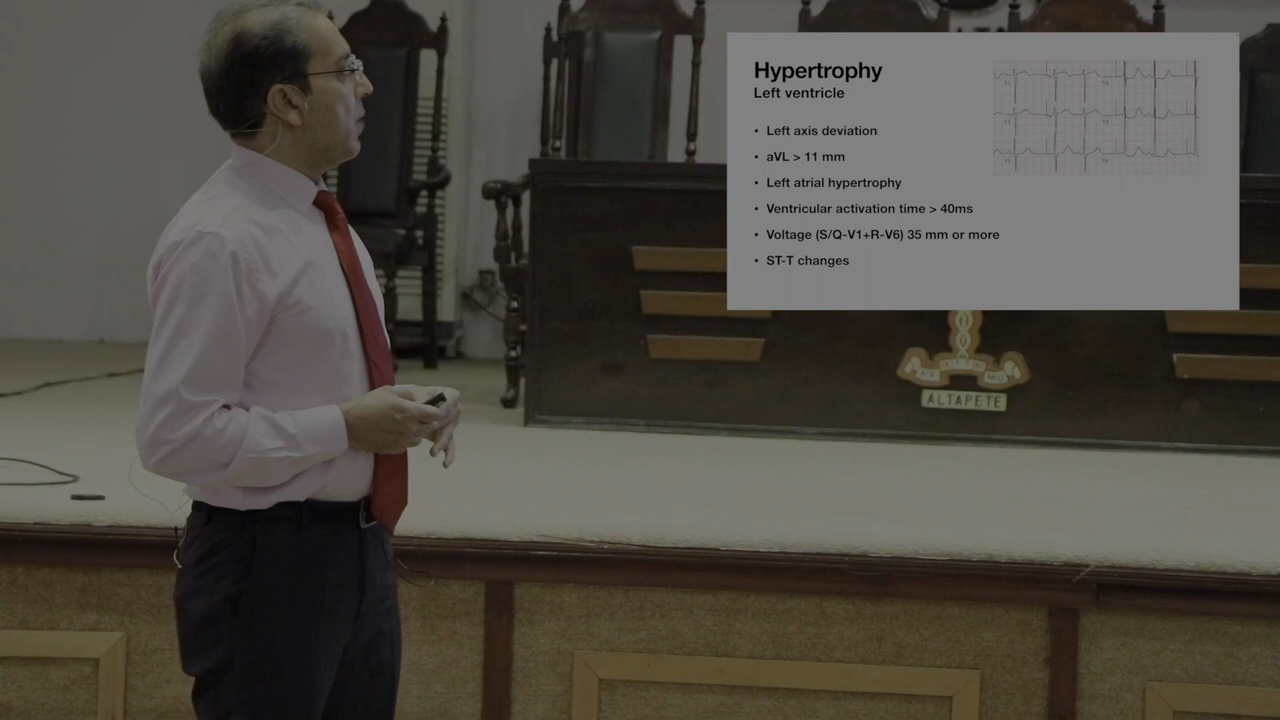 Hypertrophy
Left ventricle
• Left axis deviation
• aVL > 11 mm
• Left atrial hypertrophy
• Ventricular activation time > 40ms
• Voltage (S/Q-V1+R-V6) 35 mm or more
• ST-T changes
ALTAPETE